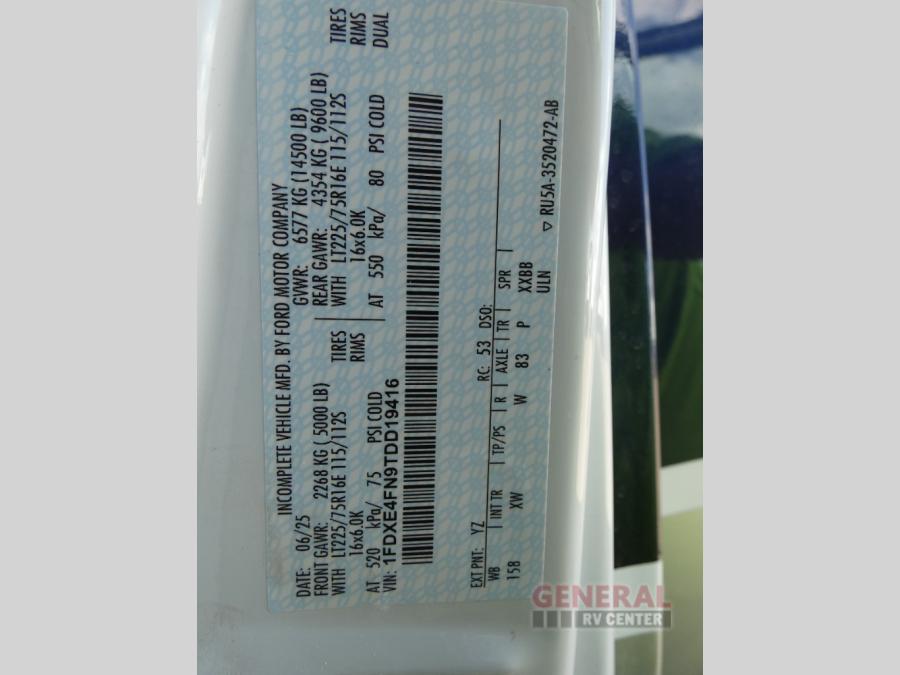 INCOMPLETE VEHICLE MFD. BY FORD MOTOR COMPANY
DATE: 06/25 GVWR: 6577 KG (14500 LB)
FRONT GAWR: 2268 KG ( 5000 LB) REAR GAWR: 4354 KG ( 9600 LB)
WITH LT225/75R16E 115/112S TIRES WITH LT225/75R16E 115/112S TIRES
16x6.0K RIMS 16x6.0K RIMS
AT 520 kPa/ 75 PSI COLD AT 550 kPa/ 80 PSI COLD DUAL
VIN: 1FDXE4FN9TDD19416
EXT PNT: YZ RC: 53 DSO:
WB INT TR TP/PS R AXLE TR SPR
158 XW W 83 P XXBB
ULN
▽ RU5A-3520472-AB
GENERAL
RV CENTER